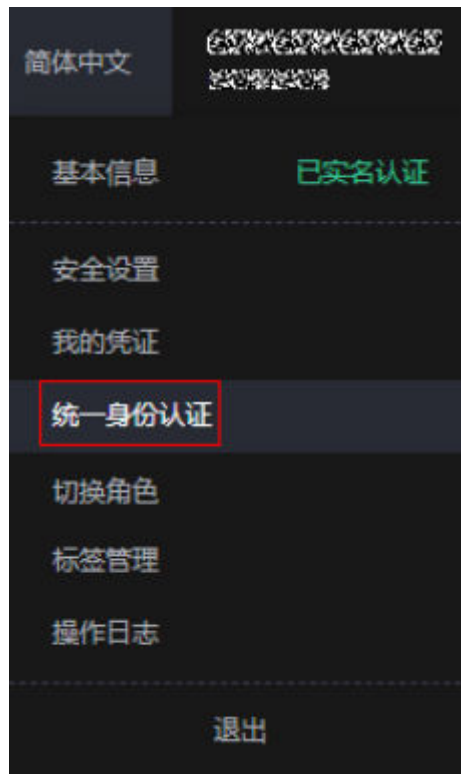 简体中文
基本信息 已实名认证
安全设置
我的凭证
统一身份认证
切换角色
标签管理
操作日志
退出